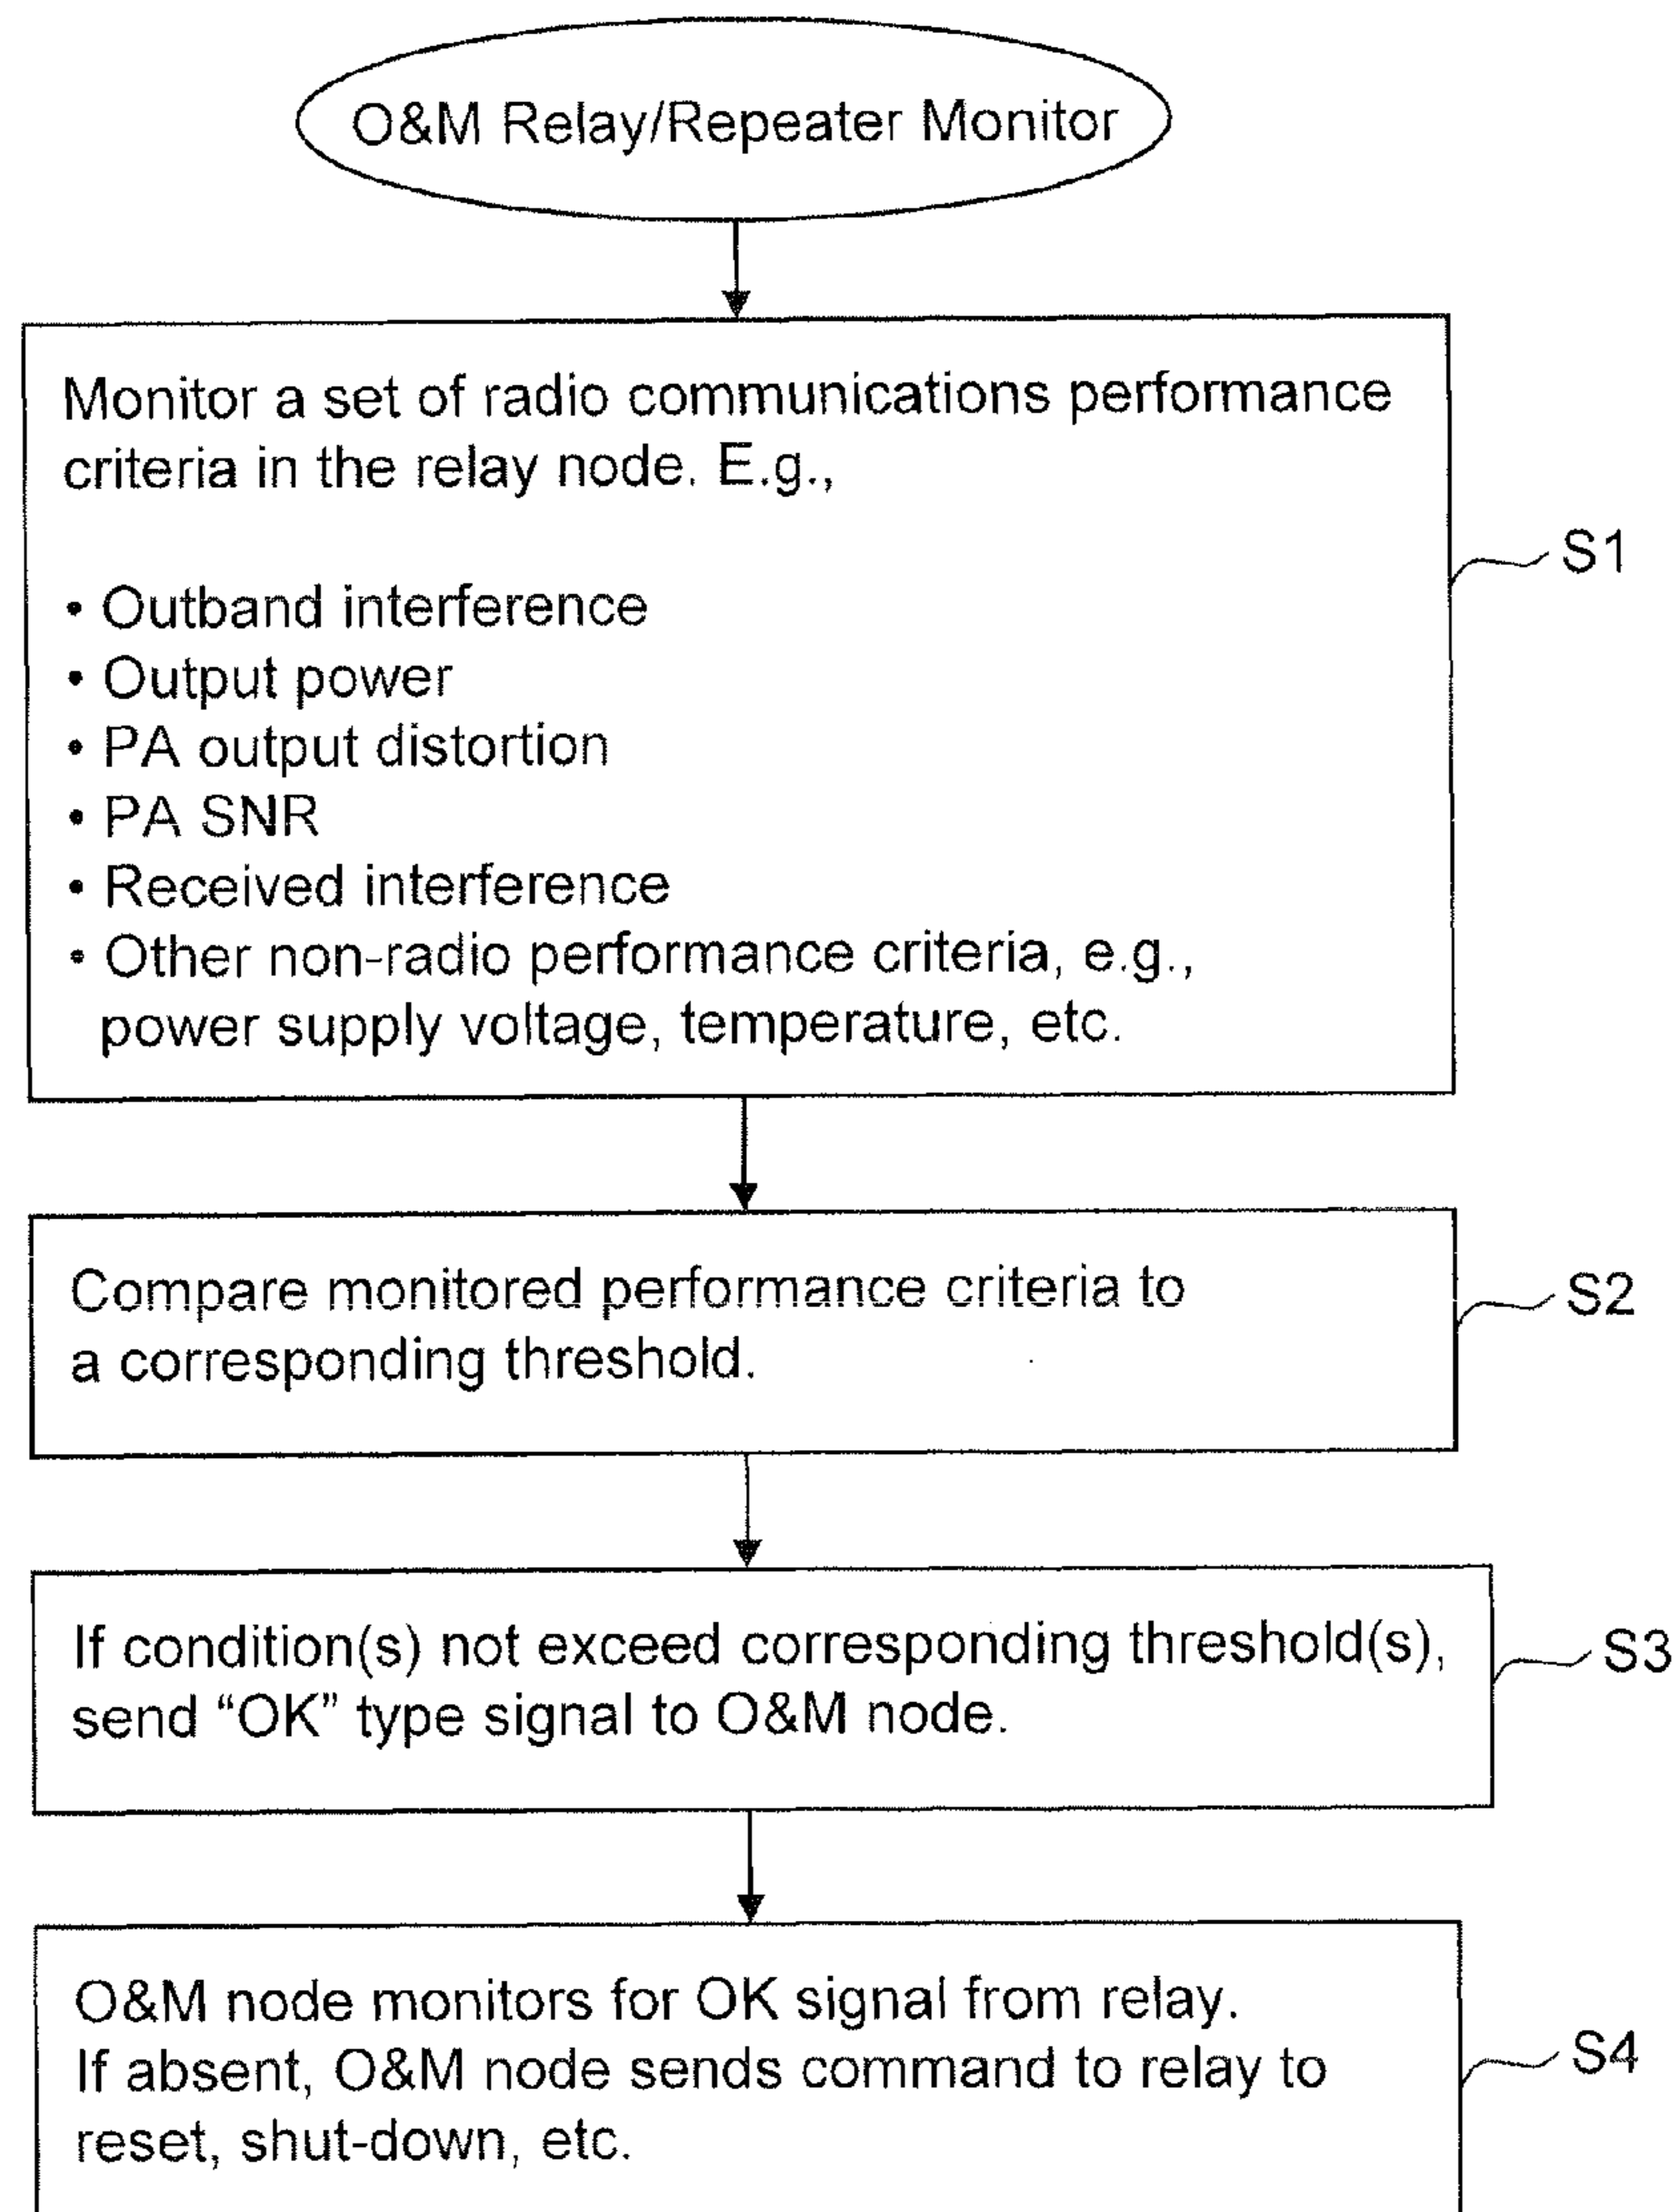 O&M Relay/Repeater Monitor
Monitor a set of radio communications performance
criteria in the relay node. E.g.,
• Outband interference
• Output power
• PA output distortion
• PA SNR
• Received interference
• Other non-radio performance criteria, e.g.,
power supply voltage, temperature, etc.
S1
Compare monitored performance criteria to
a corresponding threshold.
S2
If condition(s) not exceed corresponding threshold(s),
send “OK” type signal to O&M node.
S3
O&M node monitors for OK signal from relay.
If absent, O&M node sends command to relay to
reset, shut-down, etc.
S4